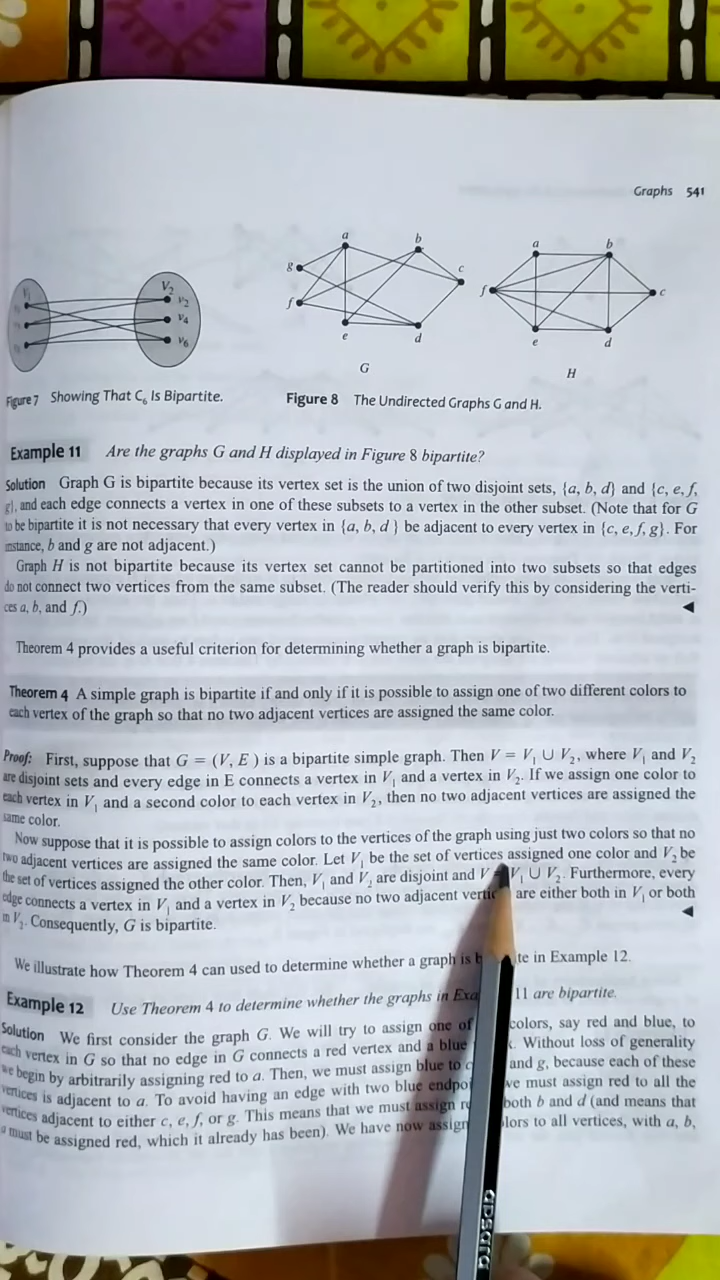 Graphs 541
V₁
V₂
v₂
v₄
v₆
a
b
g
c
f
e
d
G
a
b
f
c
e
d
H
Figure 7 Showing That C₆ Is Bipartite.
Figure 8 The Undirected Graphs G and H.
Example 11 Are the graphs G and H displayed in Figure 8 bipartite?
Solution Graph G is bipartite because its vertex set is the union of two disjoint sets, {a, b, d} and {c, e, f,
g}, and each edge connects a vertex in one of these subsets to a vertex in the other subset. (Note that for G
to be bipartite it is not necessary that every vertex in {a, b, d } be adjacent to every vertex in {c, e, f, g}. For
instance, b and g are not adjacent.)
Graph H is not bipartite because its vertex set cannot be partitioned into two subsets so that edges
do not connect two vertices from the same subset. (The reader should verify this by considering the verti-
ces a, b, and f.)
Theorem 4 provides a useful criterion for determining whether a graph is bipartite.
Theorem 4 A simple graph is bipartite if and only if it is possible to assign one of two different colors to
each vertex of the graph so that no two adjacent vertices are assigned the same color.
Proof: First, suppose that G = (V, E ) is a bipartite simple graph. Then V = V₁ ∪ V₂, where V₁ and V₂
are disjoint sets and every edge in E connects a vertex in V₁ and a vertex in V₂. If we assign one color to
each vertex in V₁ and a second color to each vertex in V₂, then no two adjacent vertices are assigned the
same color.
Now suppose that it is possible to assign colors to the vertices of the graph using just two colors so that no
two adjacent vertices are assigned the same color. Let V₁ be the set of vertices assigned one color and V₂ be
the set of vertices assigned the other color. Then, V₁ and V₂ are disjoint and V = V₁ ∪ V₂. Furthermore, every
edge connects a vertex in V₁ and a vertex in V₂ because no two adjacent are either both in V₁ or both
in V₂. Consequently, G is bipartite.
We illustrate how Theorem 4 can used to determine whether a graph is te in Example 12.
Example 12 Use Theorem 4 to determine whether the graphs in 11 are bipartite.
Solution We first consider the graph G. We will try to assign one of colors, say red and blue, to
each vertex in G so that no edge in G connects a red vertex and a blue . Without loss of generality
we begin by arbitrarily assigning red to a. Then, we must assign blue to c and g, because each of these
vertices is adjacent to a. To avoid having an edge with two blue we must assign red to all the
vertices adjacent to either c, e, f, or g. This means that we must assign both b and d (and means that
a must be assigned red, which it already has been). We have now assign lors to all vertices, with a, b,
apsara